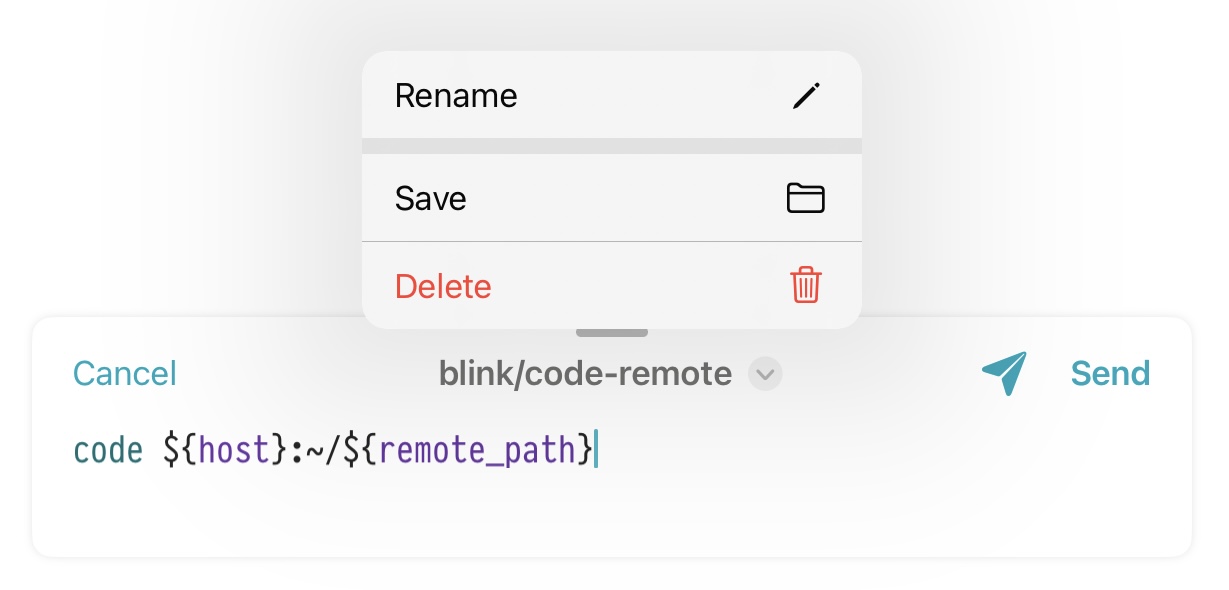 Rename
Save
Delete
Cancel blink/code-remote Send
code ${host}:~/${remote_path}